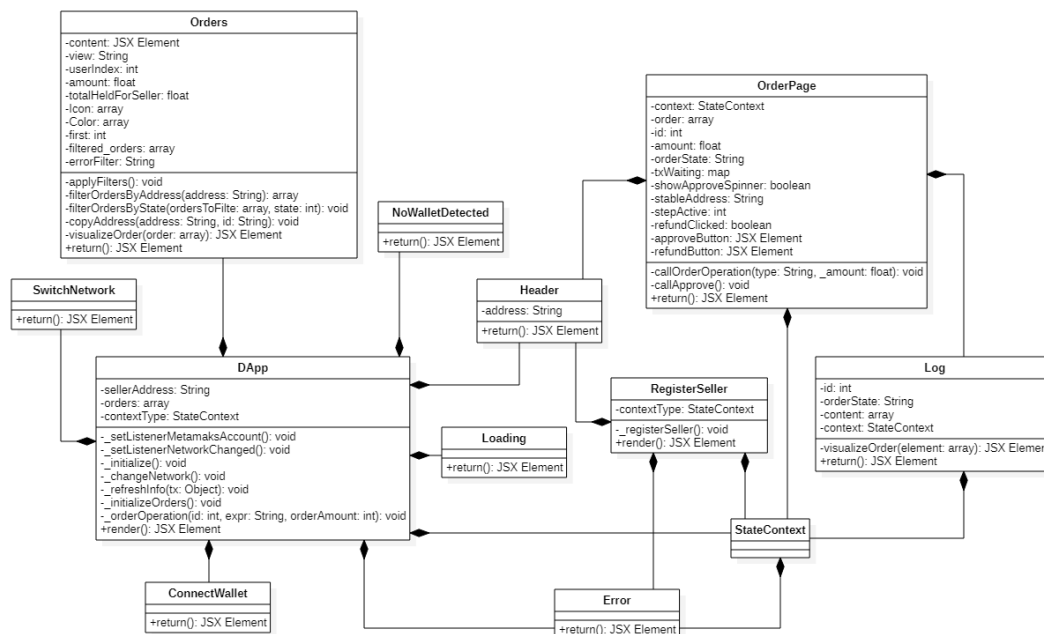 Orders
-content: JSX Element
-view: String
-userIndex: int
-amount: float
-totalHeldForSeller: float
-Icon: array
-Color: array
-first: int
-filtered_orders: array
-errorFilter: String
-applyFilters(): void
-filterOrdersByAddress(address: String): array
-filterOrdersByState(ordersToFilte: array, state: int): void
-copyAddress(address: String, id: String): void
-visualizeOrder(order: array): JSX Element
+return(): JSX Element
OrderPage
-context: StateContext
-order: array
-id: int
-amount: float
-orderState: String
-txWaiting: map
-showApproveSpinner: boolean
-stableAddress: String
-stepActive: int
-refundClicked: boolean
-approveButton: JSX Element
-refundButton: JSX Element
-callOrderOperation(type: String, _amount: float): void
-callApprove(): void
+return(): JSX Element
NoWalletDetected
+return(): JSX Element
SwitchNetwork
+return(): JSX Element
Header
-address: String
+return(): JSX Element
DApp
-sellerAddress: String
-orders: array
-contextType: StateContext
-_setListenerMetamaksAccount(): void
-_setListenerNetworkChanged(): void
-_initialize(): void
-_changeNetwork(): void
-_refreshInfo(tx: Object): void
-_initializeOrders(): void
-_orderOperation(id: int, expr: String, orderAmount: int): void
+render(): JSX Element
RegisterSeller
-contextType: StateContext
-_registerSeller(): void
+render(): JSX Element
Log
-id: int
-orderState: String
-content: array
-context: StateContext
-visualizeOrder(element: array): JSX Element
+return(): JSX Element
Loading
+return(): JSX Element
StateContext
ConnectWallet
+return(): JSX Element
Error
+return(): JSX Element